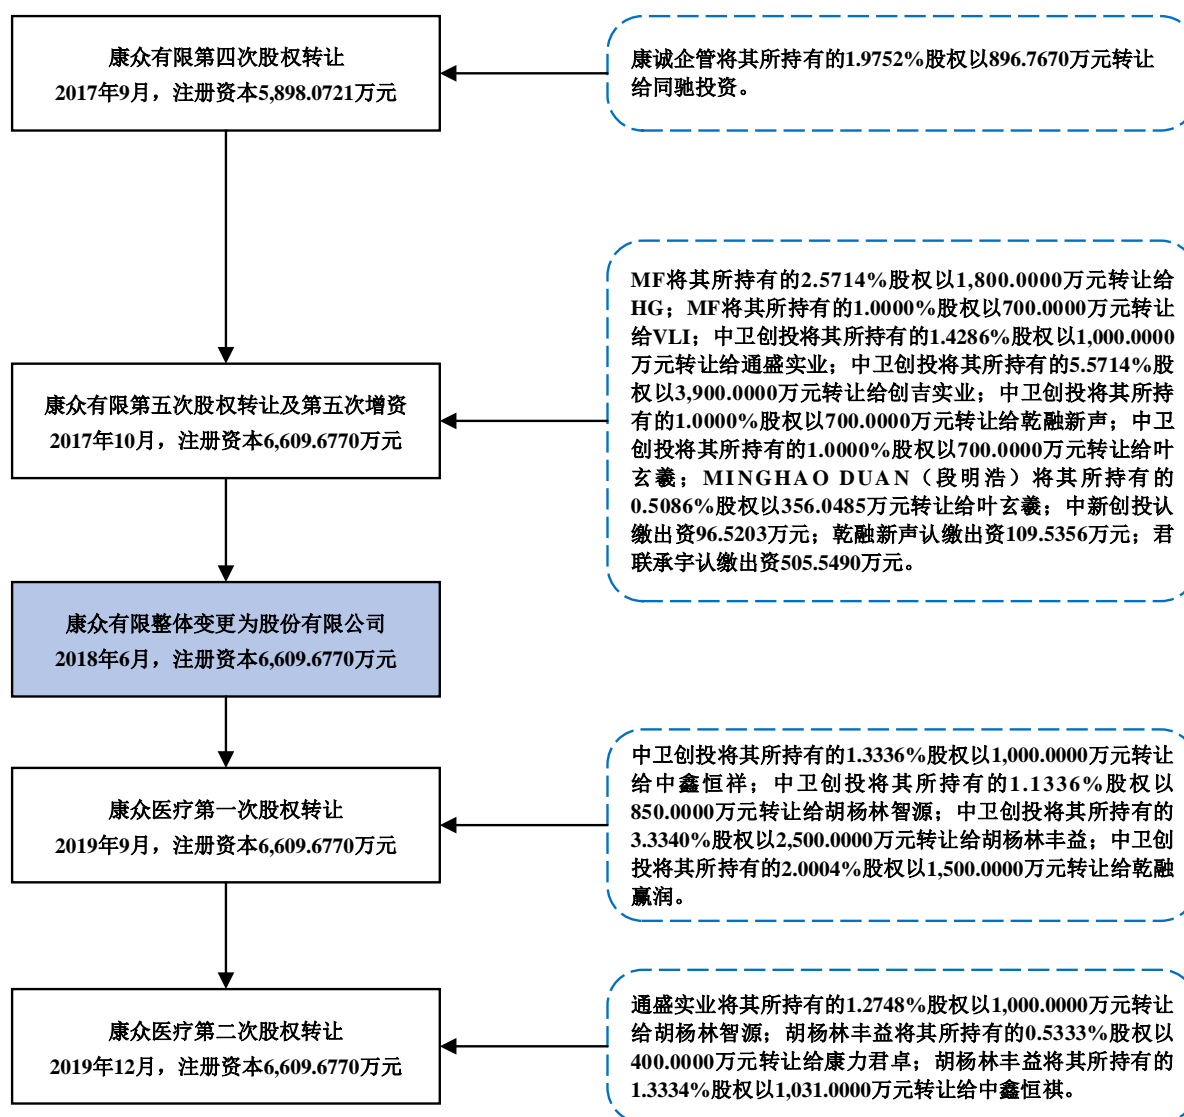 康众有限第四次股权转让
2017年9月，注册资本5,898.0721万元
康诚企管将其所持有的1.9752%股权以896.7670万元转让
给同驰投资。
康众有限第五次股权转让及第五次增资
2017年10月，注册资本6,609.6770万元
MF将其所持有的2.5714%股权以1,800.0000万元转让给
HG；MF将其所持有的1.0000%股权以700.0000万元转让
给VLI；中卫创投将其所持有的1.4286%股权以1,000.0000
万元转让给通盛实业；中卫创投将其所持有的5.5714%股
权以3,900.0000万元转让给创吉实业；中卫创投将其所持
有的1.0000%股权以700.0000万元转让给乾融新声；中卫
创投将其所持有的1.0000%股权以700.0000万元转让给叶
玄羲；MINGHAO DUAN（段明浩）将其所持有的
0.5086%股权以356.0485万元转让给叶玄羲；中新创投认
缴出资96.5203万元；乾融新声认缴出资109.5356万元；君
联承宇认缴出资505.5490万元。
康众有限整体变更为股份有限公司
2018年6月，注册资本6,609.6770万元
康众医疗第一次股权转让
2019年9月，注册资本6,609.6770万元
中卫创投将其所持有的1.3336%股权以1,000.0000万元转让
给中鑫恒祥；中卫创投将其所持有的1.1336%股权以
850.0000万元转让给胡杨林智源；中卫创投将其所持有的
3.3340%股权以2,500.0000万元转让给胡杨林丰益；中卫创
投将其所持有的2.0004%股权以1,500.0000万元转让给乾融
赢润。
康众医疗第二次股权转让
2019年12月，注册资本6,609.6770万元
通盛实业将其所持有的1.2748%股权以1,000.0000万元转让
给胡杨林智源；胡杨林丰益将其所持有的0.5333%股权以
400.0000万元转让给康力君卓；胡杨林丰益将其所持有的
1.3334%股权以1,031.0000万元转让给中鑫恒祺。